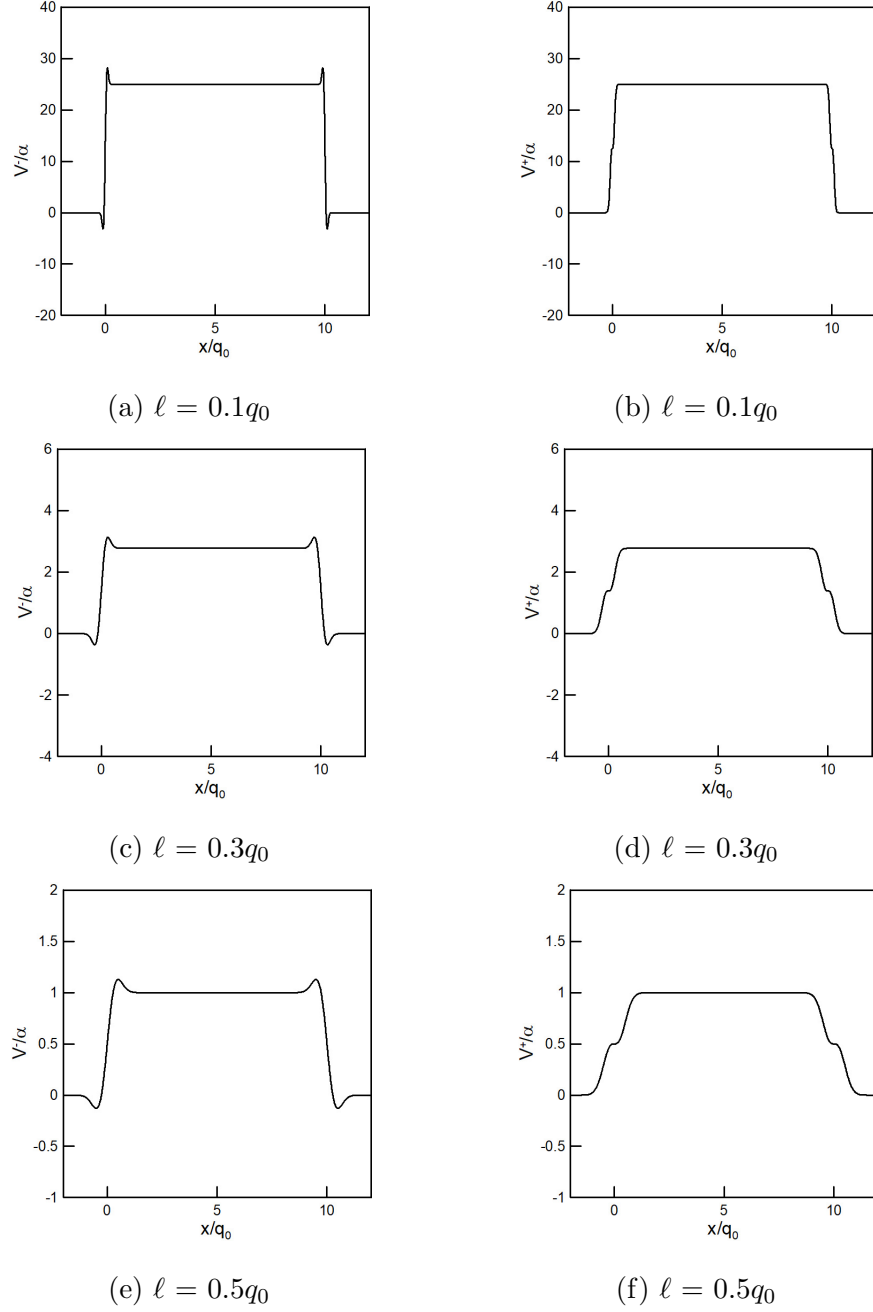 40
30
20
10
0
-10
-20
V⁻/α
0 5 10
x/q₀
(a) ℓ = 0.1q₀
40
30
20
10
0
-10
-20
V⁺/α
0 5 10
x/q₀
(b) ℓ = 0.1q₀
6
4
2
0
-2
-4
V⁻/α
0 5 10
x/q₀
(c) ℓ = 0.3q₀
6
4
2
0
-2
-4
V⁺/α
0 5 10
x/q₀
(d) ℓ = 0.3q₀
2
1.5
1
0.5
0
-0.5
-1
V⁻/α
0 5 10
x/q₀
(e) ℓ = 0.5q₀
2
1.5
1
0.5
0
-0.5
-1
V⁺/α
0 5 10
x/q₀
(f) ℓ = 0.5q₀